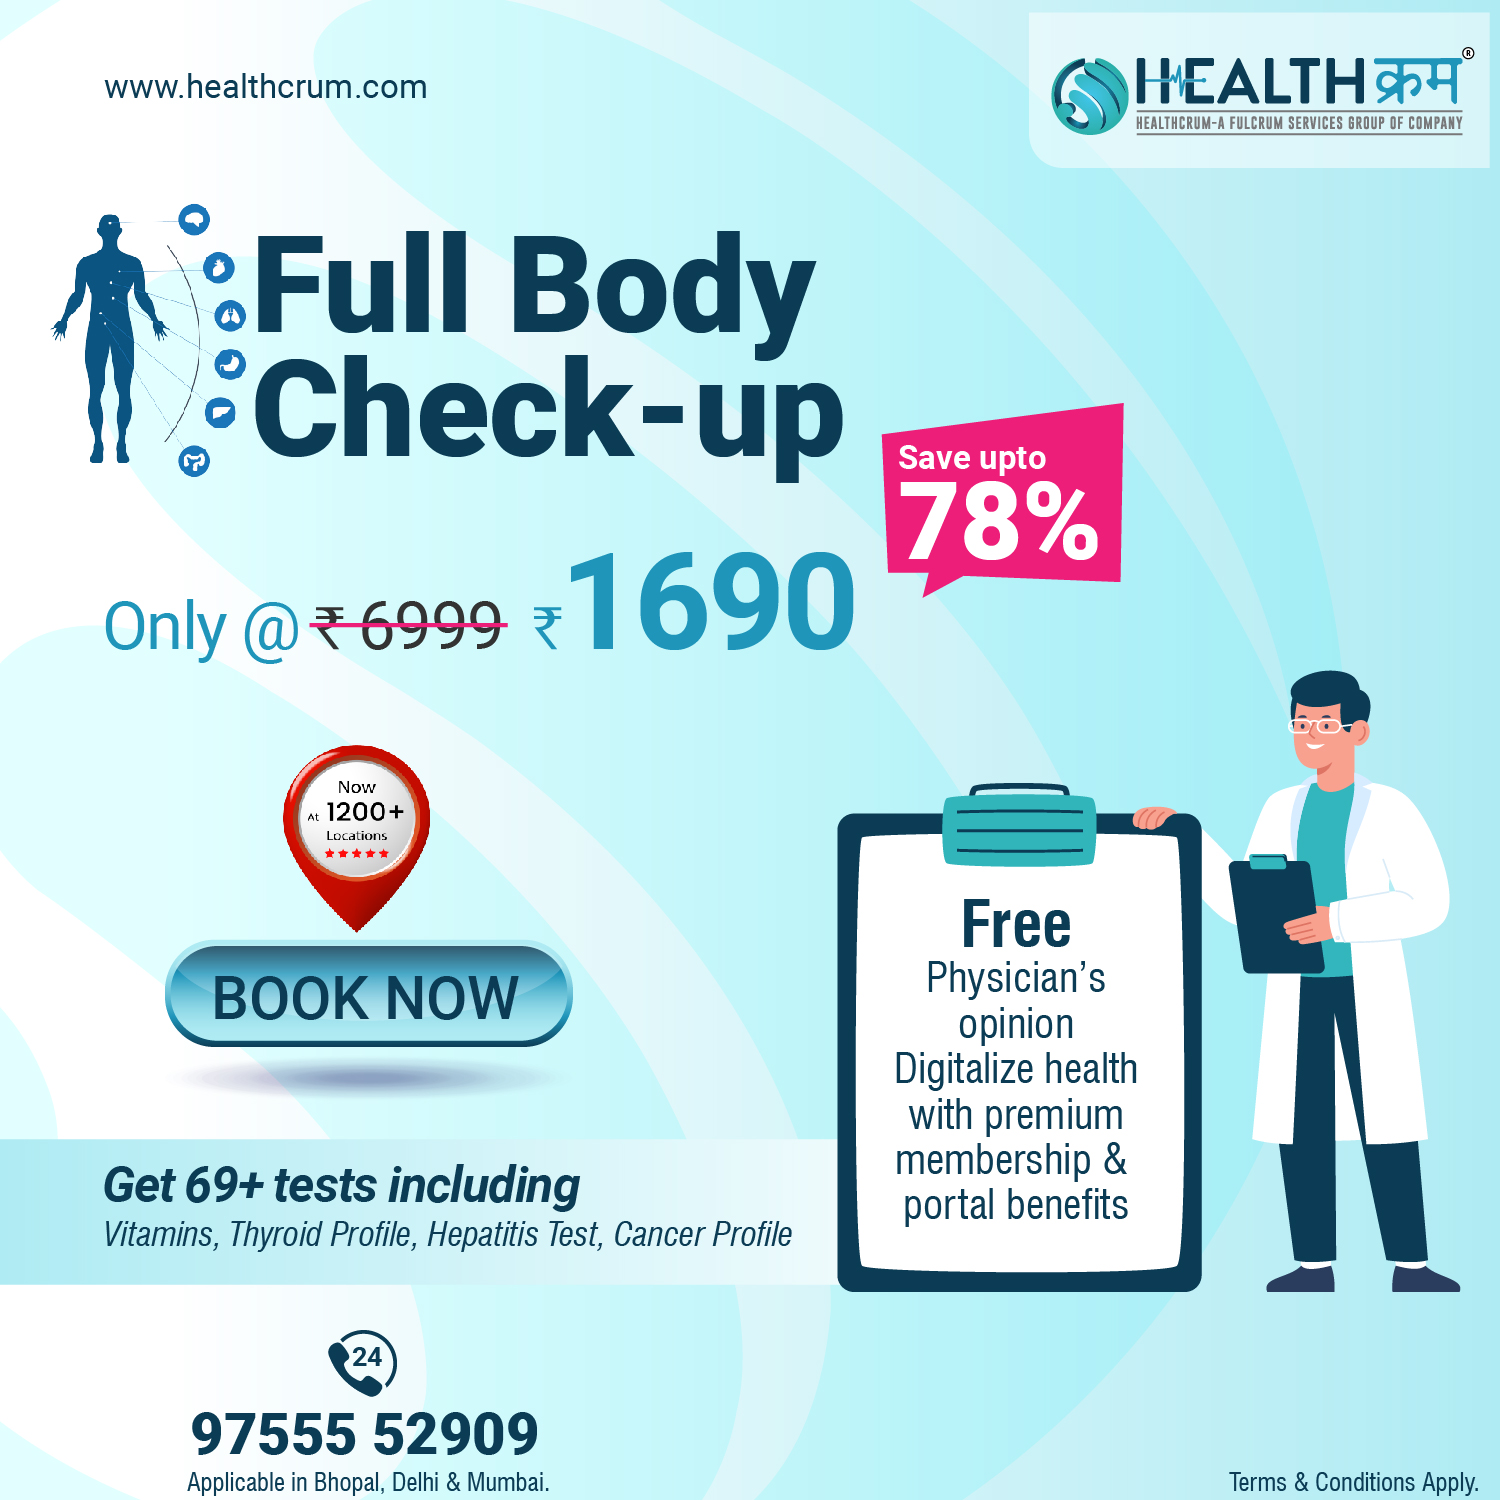 www.healthcrum.com
HEALTH क्रम®
HEALTHCRUM-A FULCRUM SERVICES GROUP OF COMPANY
Full Body
Check-up
Save upto
78%
Only @ ₹ 6999 ₹ 1690
Now
At 1200+
Locations
BOOK NOW
Free
Physician’s
opinion
Digitalize health
with premium
membership &
portal benefits
Get 69+ tests including
Vitamins, Thyroid Profile, Hepatitis Test, Cancer Profile
24
97555 52909
Applicable in Bhopal, Delhi & Mumbai.
Terms & Conditions Apply.